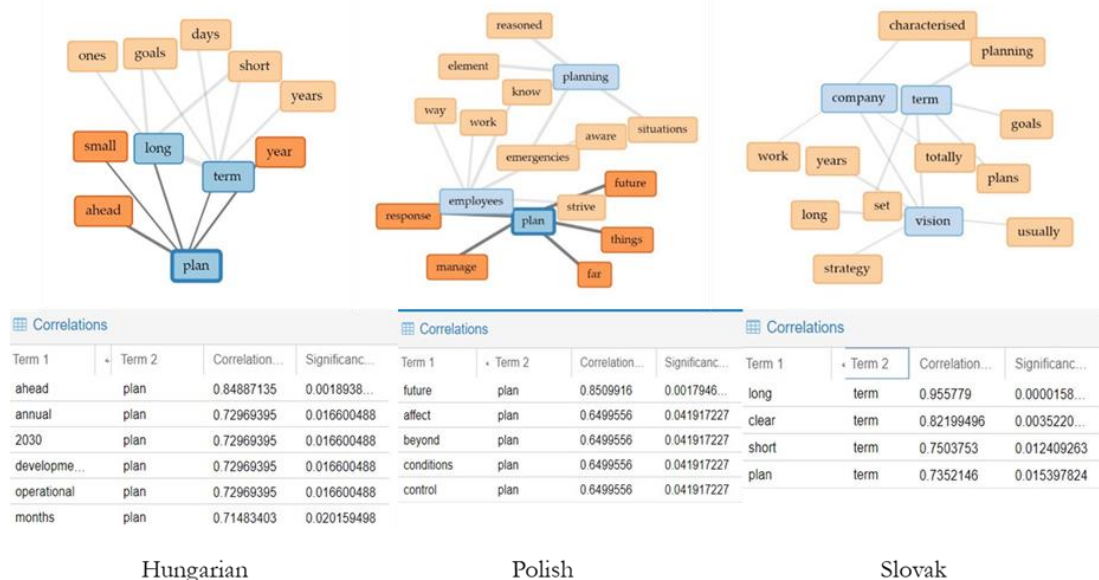 ones
goals
days
short
years
small
long
term
year
ahead
plan
reasoned
element
planning
know
way
work
aware
situations
emergencies
future
employees
strive
response
plan
things
manage
far
characterised
planning
company
term
goals
work
years
totally
plans
long
set
vision
usually
strategy
Correlations
Term 1 Term 2 Correlation... Significanc...
ahead plan 0.84887135 0.0018938...
annual plan 0.72969395 0.016600488
2030 plan 0.72969395 0.016600488
developme... plan 0.72969395 0.016600488
operational plan 0.72969395 0.016600488
months plan 0.71483403 0.020159498
Correlations
Term 1 Term 2 Correlation... Significanc...
future plan 0.8509916 0.0017946...
affect plan 0.6499556 0.041917227
beyond plan 0.6499556 0.041917227
conditions plan 0.6499556 0.041917227
control plan 0.6499556 0.041917227
Correlations
Term 1 Term 2 Correlation... Significanc...
long term 0.955779 0.0000158...
clear term 0.82199496 0.0035220...
short term 0.7503753 0.012409263
plan term 0.7352146 0.015397824
Hungarian Polish Slovak